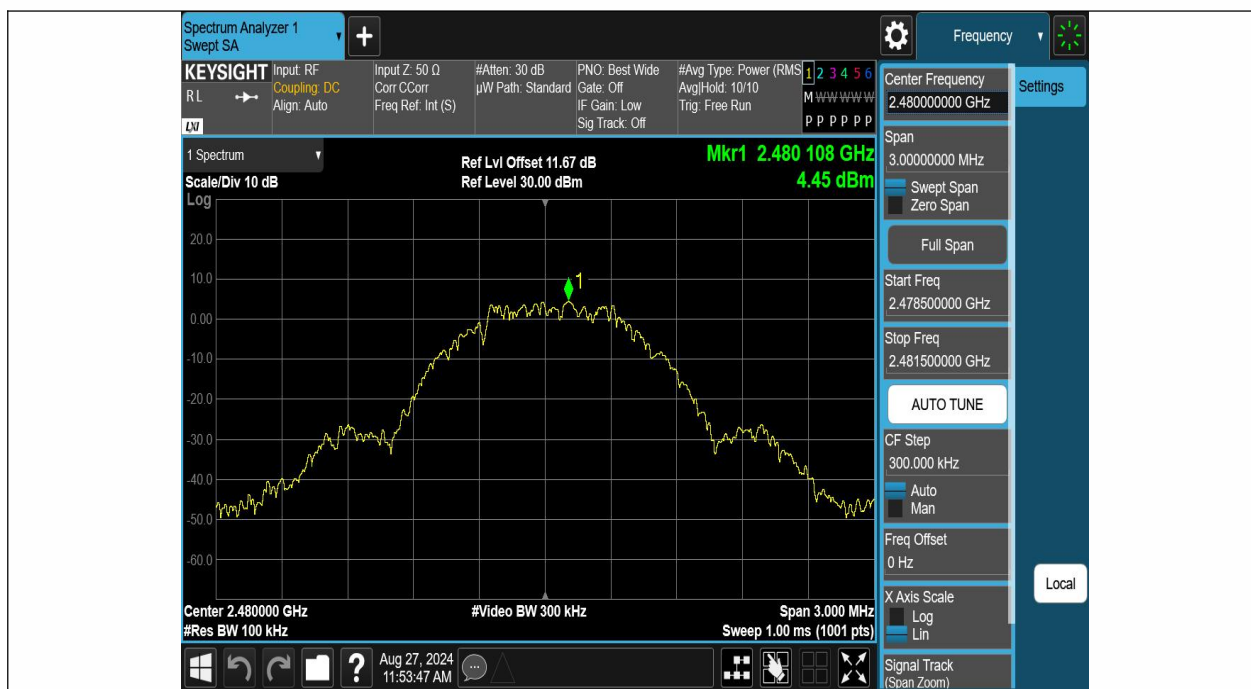 Spectrum Analyzer 1
Swept SA
+
Frequency
KEYSIGHT
RL
LXI
Input: RF
Coupling: DC
Align: Auto
Input Z: 50 Ω
Corr CCorr
Freq Ref: Int (S)
#Atten: 30 dB
µW Path: Standard
PNO: Best Wide
Gate: Off
IF Gain: Low
Sig Track: Off
#Avg Type: Power (RMS
Avg|Hold: 10/10
Trig: Free Run
1 2 3 4 5 6
M W W W W W
P P P P P P
1 Spectrum
Scale/Div 10 dB
Log
Ref Lvl Offset 11.67 dB
Ref Level 30.00 dBm
Mkr1 2.480 108 GHz
4.45 dBm
20.0
10.0
1
0.00
-10.0
-20.0
-30.0
-40.0
-50.0
-60.0
Center 2.480000 GHz
#Res BW 100 kHz
#Video BW 300 kHz
Span 3.000 MHz
Sweep 1.00 ms (1001 pts)
?
Aug 27, 2024
11:53:47 AM
Center Frequency
2.480000000 GHz
Settings
Span
3.00000000 MHz
Swept Span
Zero Span
Full Span
Start Freq
2.478500000 GHz
Stop Freq
2.481500000 GHz
AUTO TUNE
CF Step
300.000 kHz
Auto
Man
Freq Offset
0 Hz
Local
X Axis Scale
Log
Lin
Signal Track
(Span Zoom)